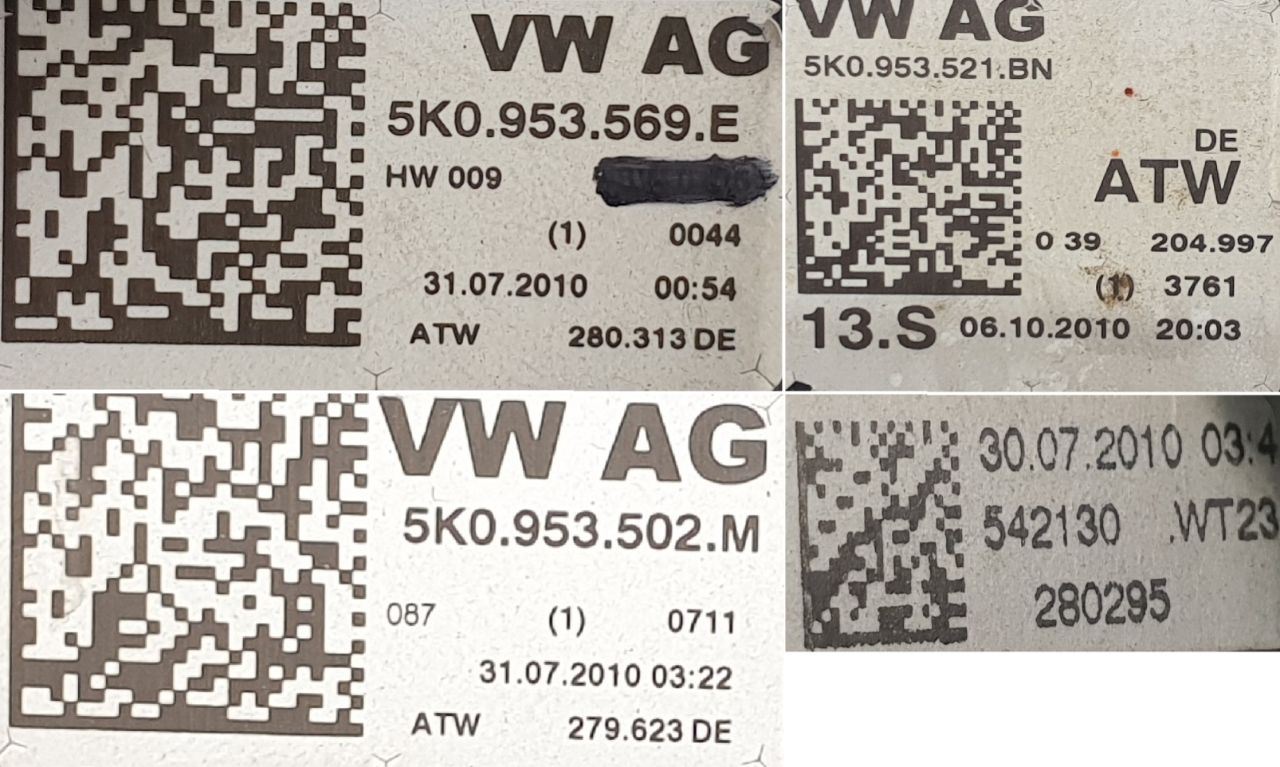 VW AG
5K0.953.569.E
HW 009
(1) 0044
31.07.2010 00:54
ATW 280.313 DE
VW AG
5K0.953.521.BN
DE
ATW
0 39 204.997
(1) 3761
13.S 06.10.2010 20:03
VW AG
5K0.953.502.M
087 (1) 0711
31.07.2010 03:22
ATW 279.623 DE
30.07.2010 03:4
542130 .WT23
280295